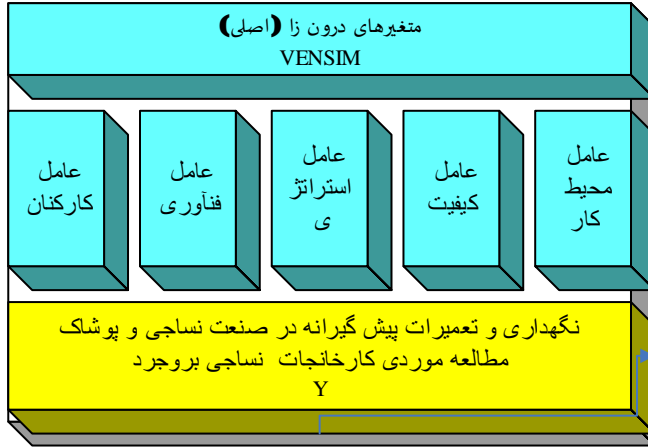 متغیرهای درون زا (اصلی)
VENSIM
عامل
محیط
کار
عامل
کیفیت
عامل
استراتژ
ی
عامل
فنآوری
عامل
کارکنان
نگهداری و تعمیرات پیش گیرانه در صنعت نساجی و پوشاک
مطالعه موردی کارخانجات نساجی بروجرد
Y